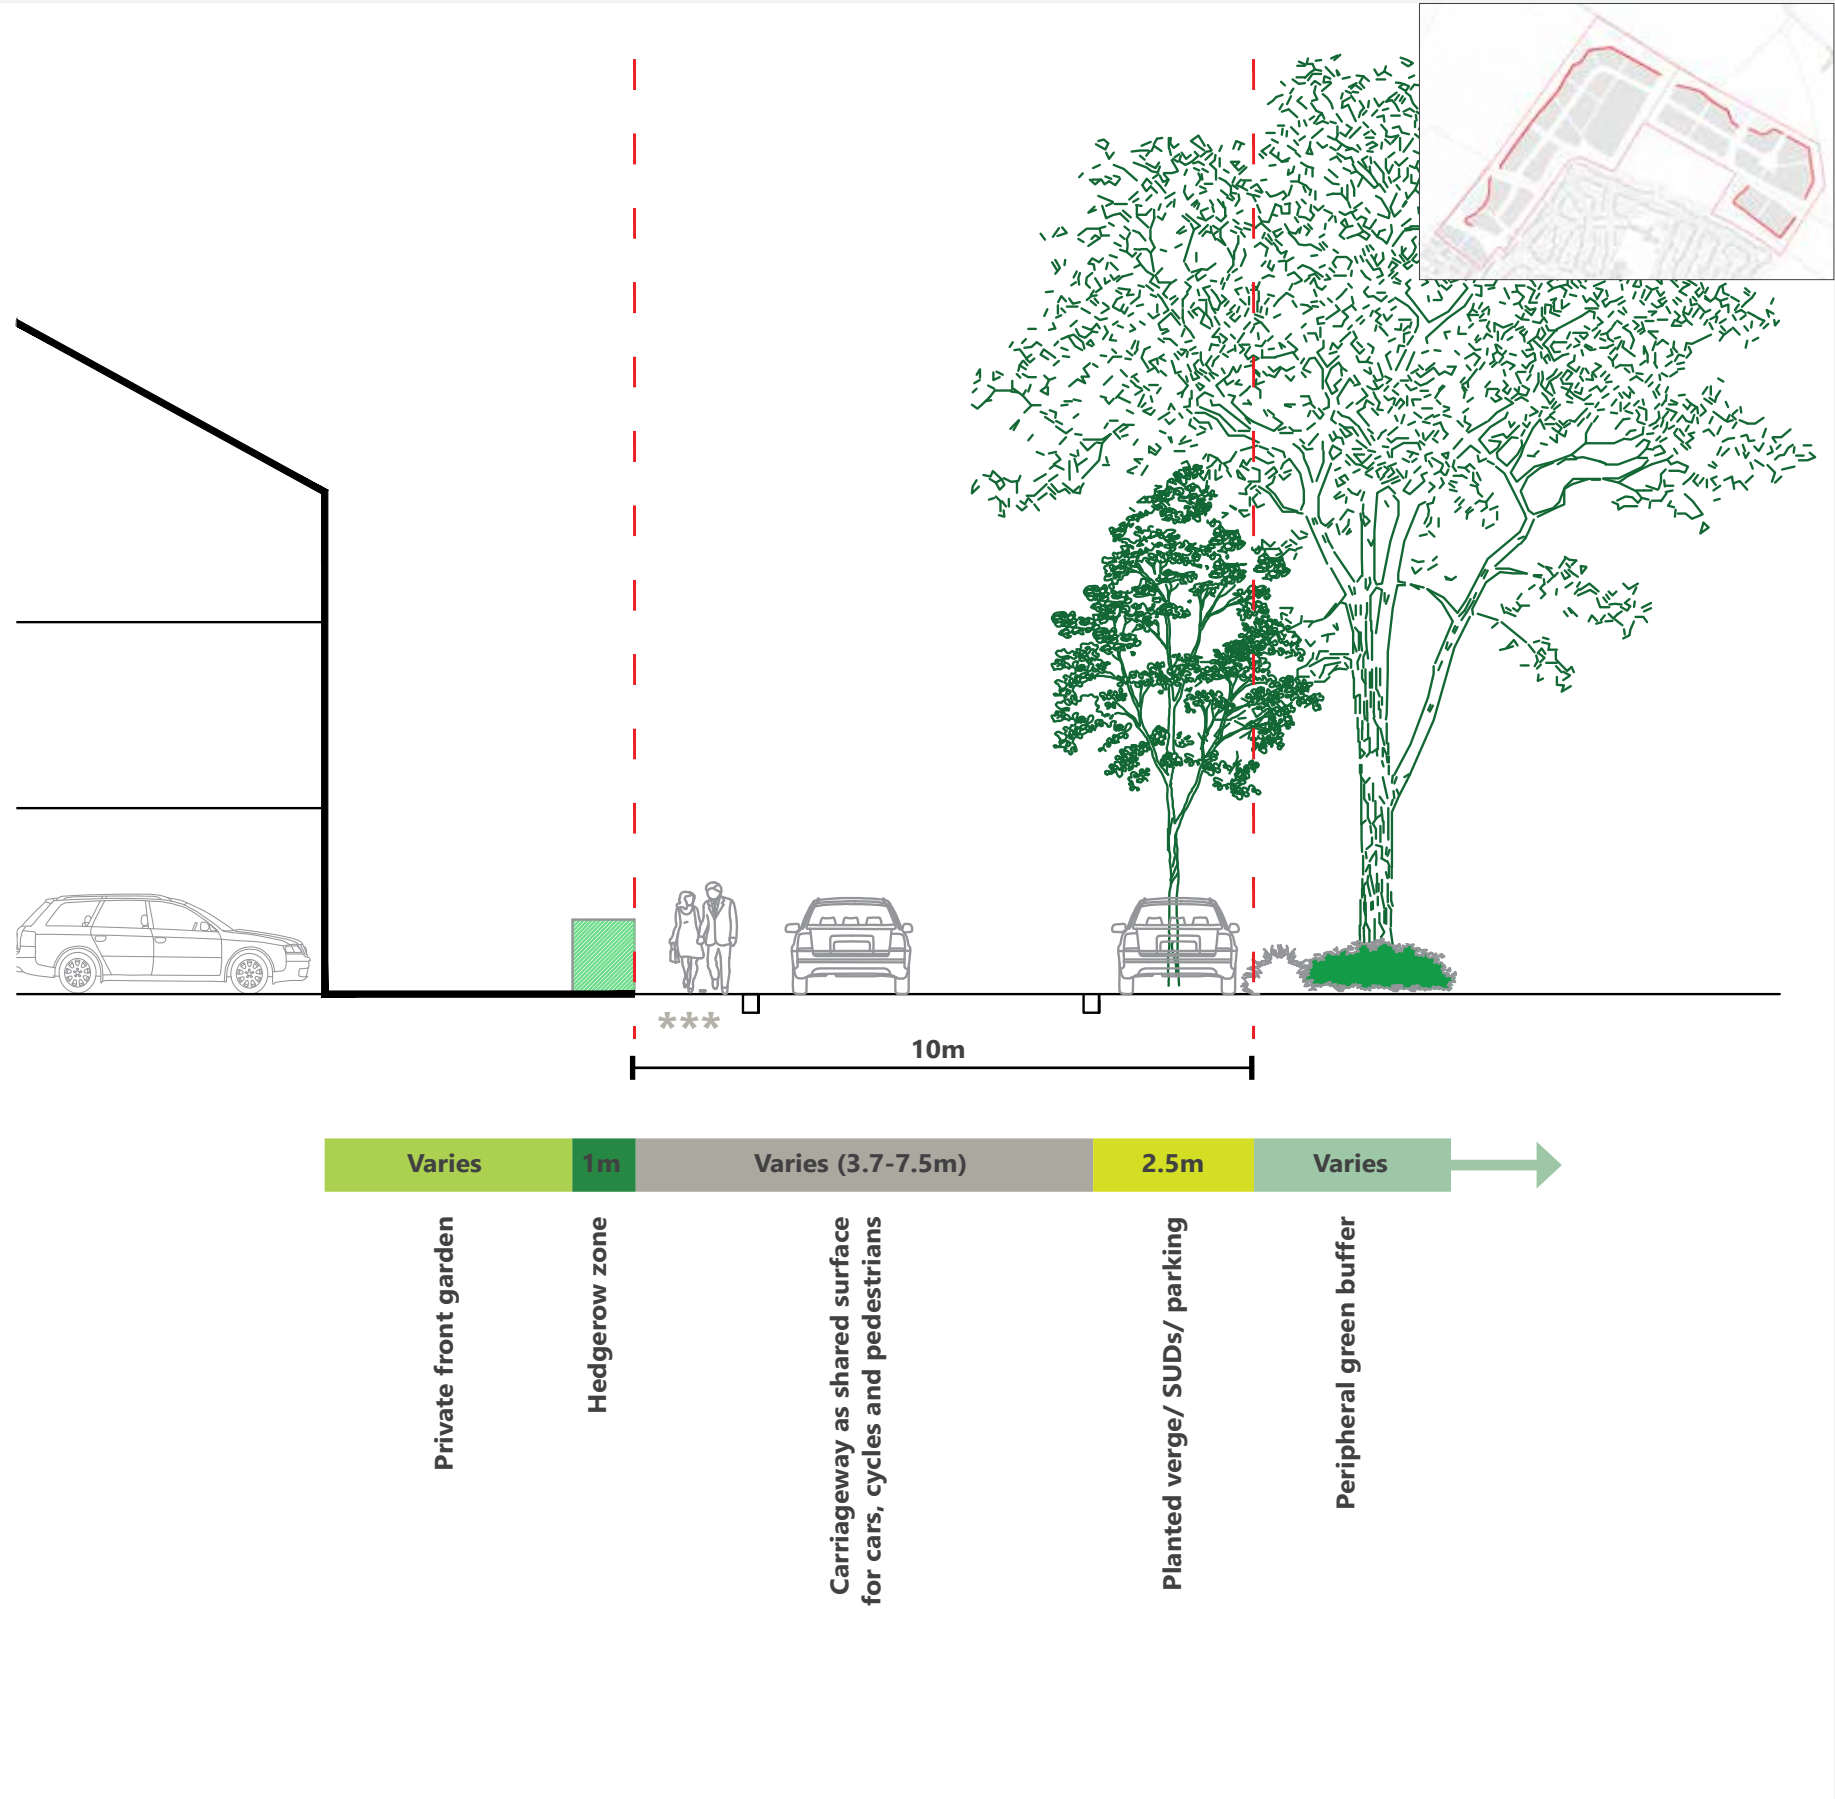 ***
10m
Varies
1m
Varies (3.7-7.5m)
2.5m
Varies
Private front garden
Hedgerow zone
Carriageway as shared surface
for cars, cycles and pedestrians
Planted verge/ SUDs/ parking
Peripheral green buffer